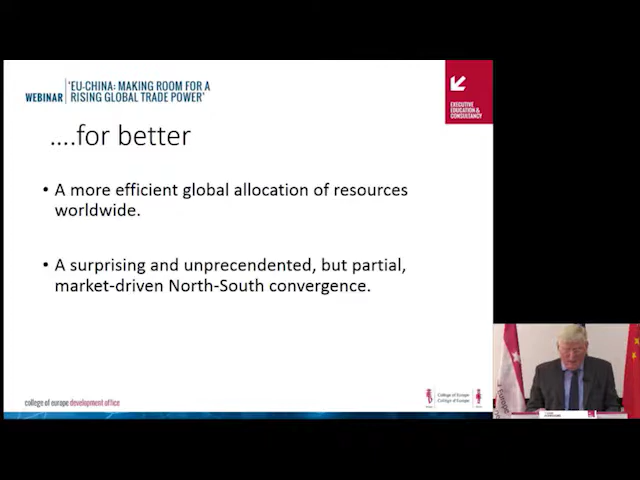 WEBINAR
'EU-CHINA: MAKING ROOM FOR A
RISING GLOBAL TRADE POWER'
EXECUTIVE
EDUCATION &
CONSULTANCY
....for better
• A more efficient global allocation of resources
worldwide.
• A surprising and unprecendented, but partial,
market-driven North-South convergence.
college of europe development office
College of Europe
Collège d'Europe